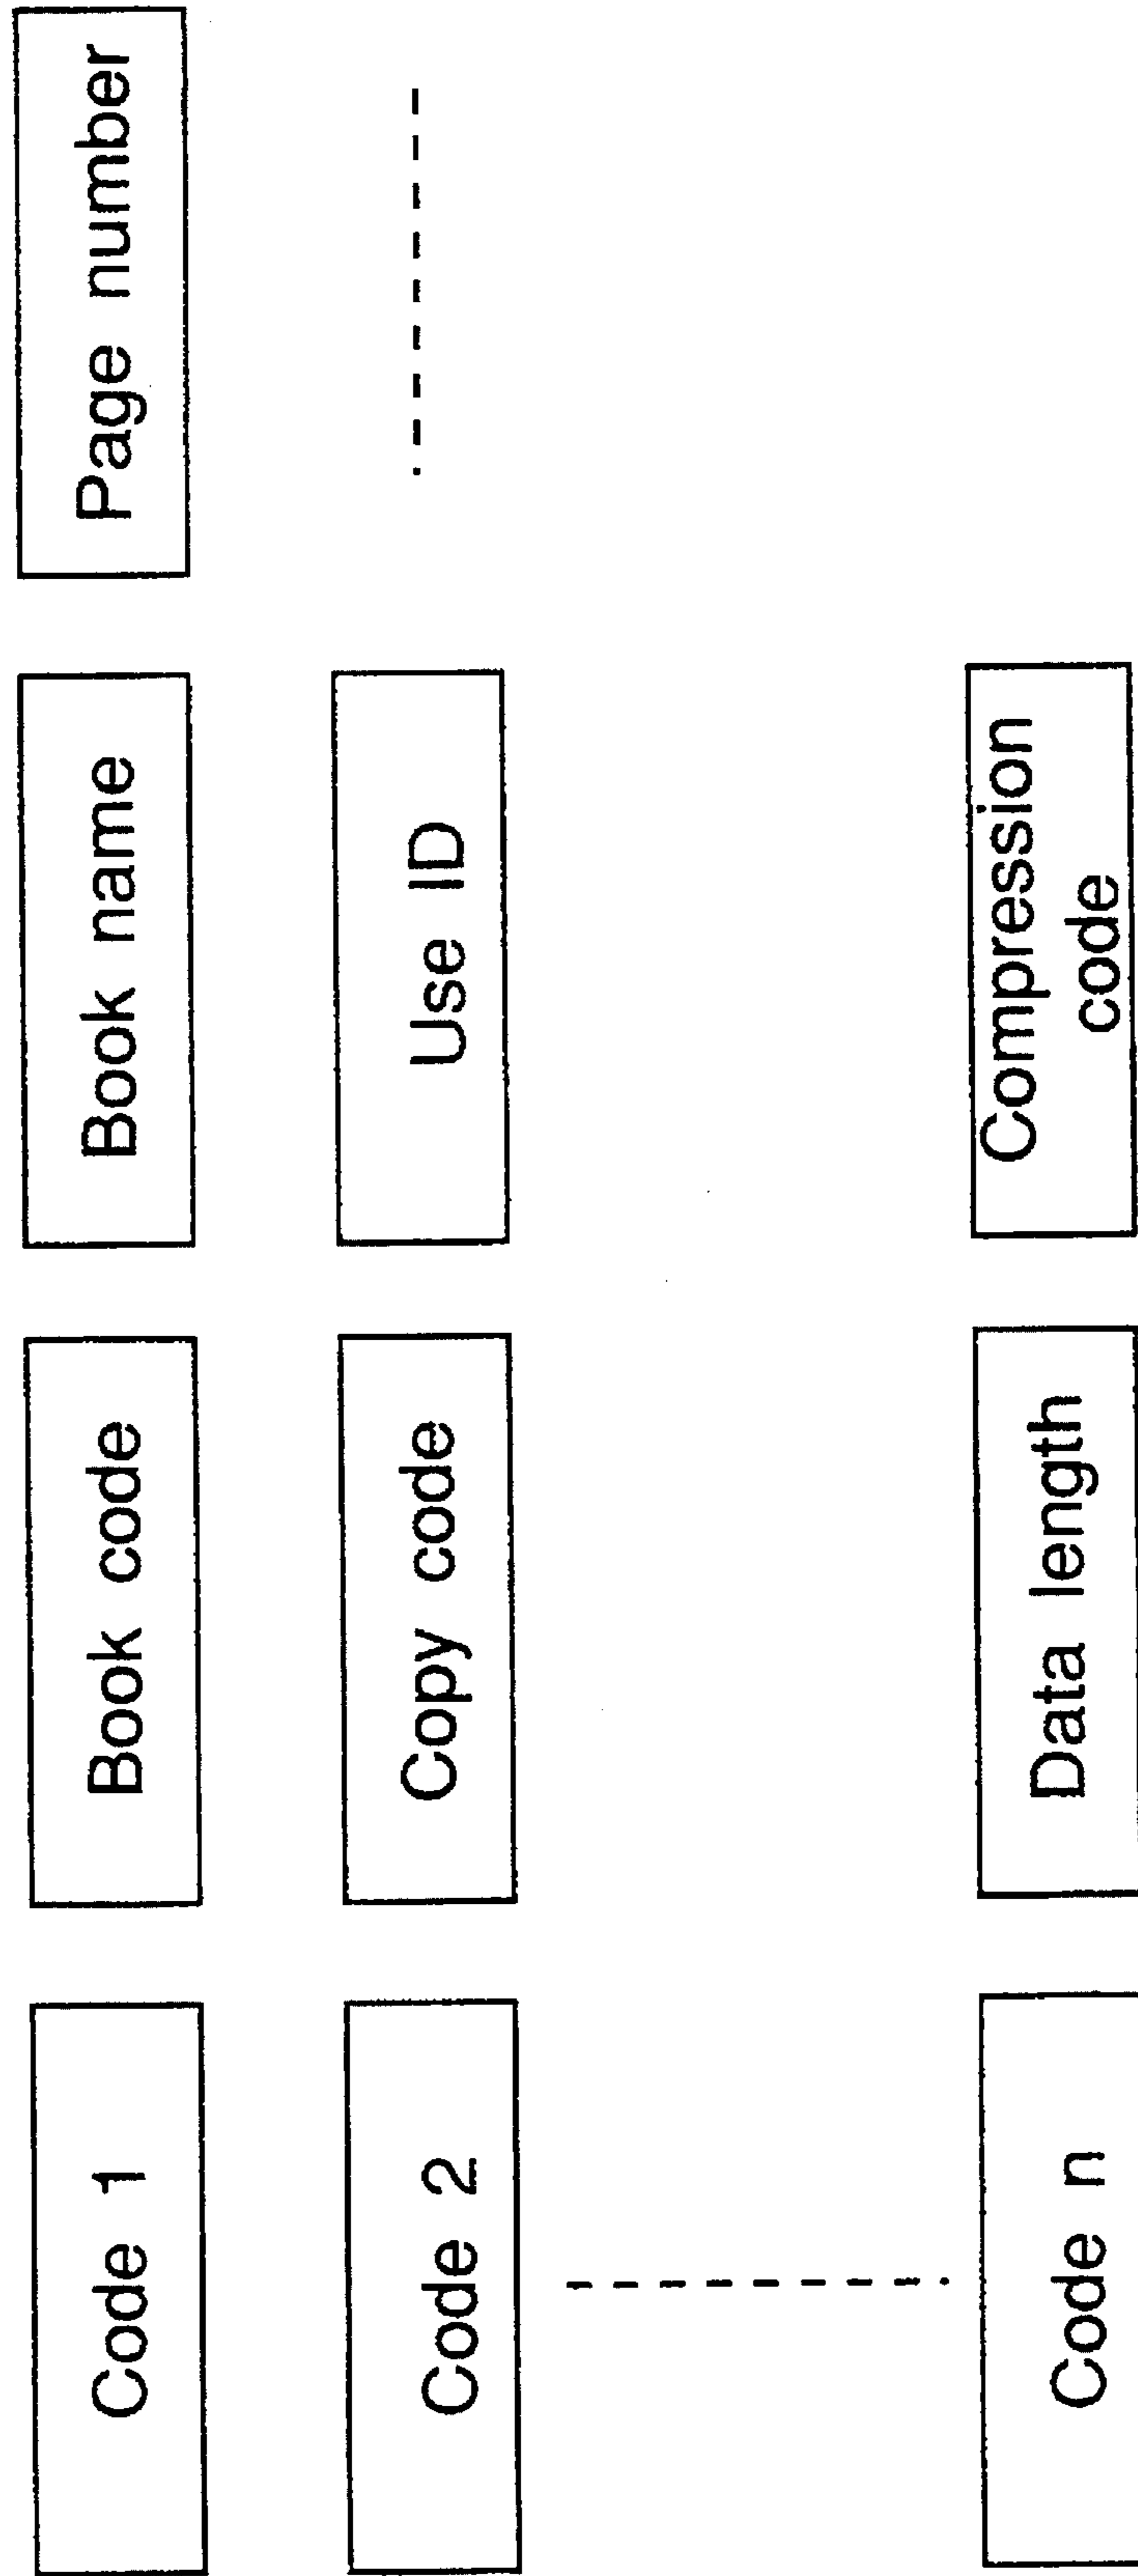 Code 1 Book code Book name Page number
Code 2 Copy code Use ID
Code n Data length Compression
code